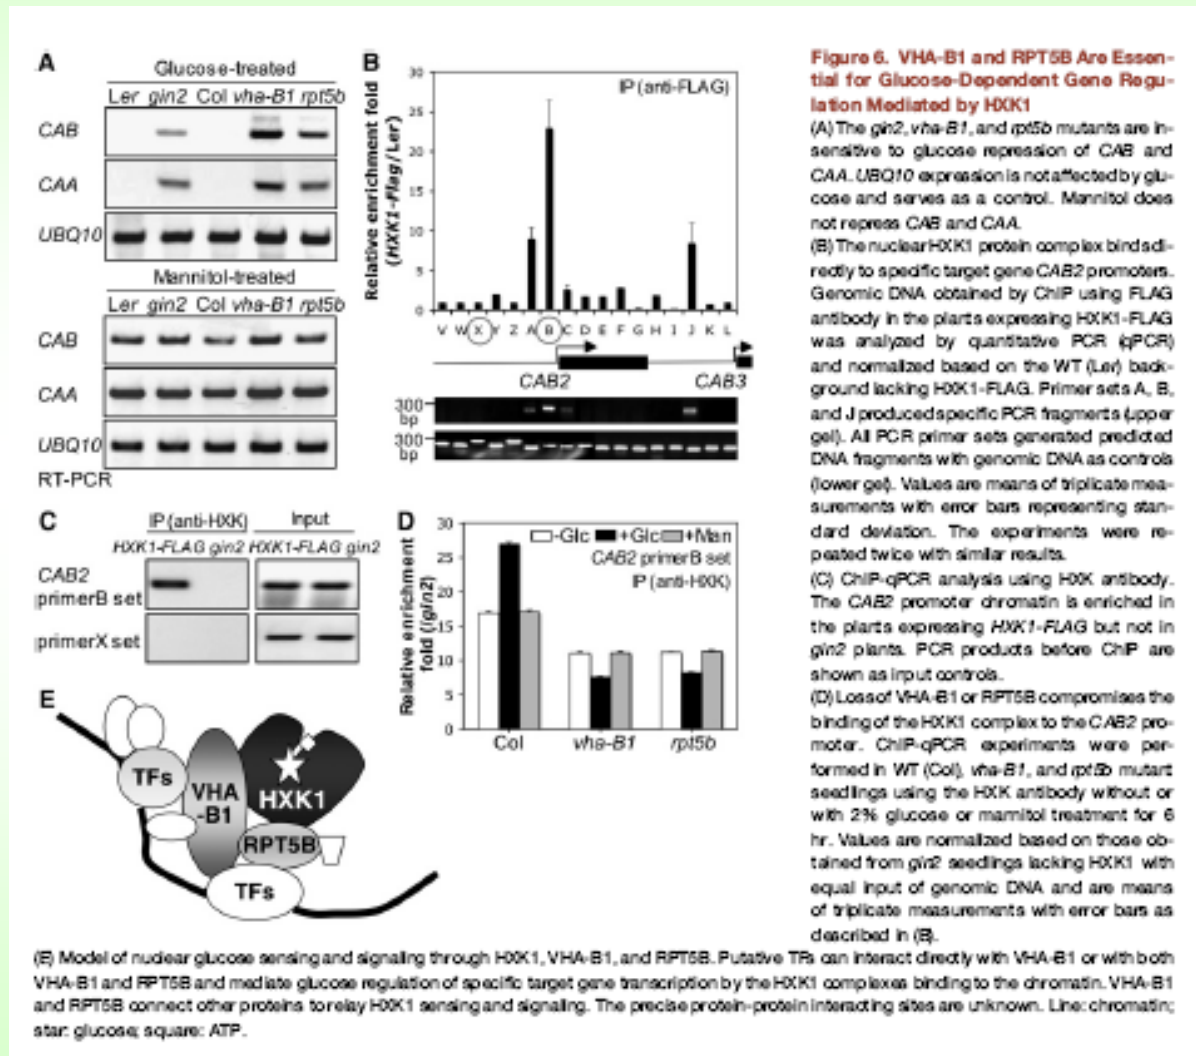 A
Glucose-treated
Ler gin2 Col vha-B1 rpt5b
CAB
CAA
UBQ10
Mannitol-treated
Ler gin2 Col vha-B1 rpt5b
CAB
CAA
UBQ10
RT-PCR
B
Relative enrichment fold
(HXK1-Flag/Ler)
30
25
20
15
10
5
0
IP (anti-FLAG)
V W X Y Z A B C D E F G H I J K L
CAB2 CAB3
300
bp
300
bp
C
IP (anti-HXK) Input
HXK1-FLAG gin2 HXK1-FLAG gin2
CAB2
primerB set
primerX set
D
Relative enrichment
fold (/gin2)
30
25
20
15
10
5
0
-Glc +Glc +Man
CAB2 primerB set
IP (anti-HXK)
Col vha-B1 rpt5b
E
TFs
VHA
-B1
HXK1
RPT5B
TFs
Figure 6. VHA-B1 and RPT5B Are Essen-
tial for Glucose-Dependent Gene Regu-
lation Mediated by HXK1
(A) The gin2, vha-B1, and rpt5b mutants are in-
sensitive to glucose repression of CAB and
CAA. UBQ10 expression is not affected by glu-
cose and serves as a control. Mannitol does
not repress CAB and CAA.
(B) The nuclear HXK1 protein complex binds di-
rectly to specific target gene CAB2 promoters.
Genomic DNA obtained by ChIP using FLAG
antibody in the plants expressing HXK1-FLAG
was analyzed by quantitative PCR (qPCR)
and normalized based on the WT (Ler) back-
ground lacking HXK1-FLAG. Primer sets A, B,
and J produced specific PCR fragments (upper
gel). All PCR primer sets generated predicted
DNA fragments with genomic DNA as controls
(lower gel). Values are means of triplicate mea-
surements with error bars representing stan-
dard deviation. The experiments were re-
peated twice with similar results.
(C) ChIP-qPCR analysis using HXK antibody.
The CAB2 promoter chromatin is enriched in
the plants expressing HXK1-FLAG but not in
gin2 plants. PCR products before ChIP are
shown as input controls.
(D) Loss of VHA-B1 or RPT5B compromises the
binding of the HXK1 complex to the CAB2 pro-
moter. ChIP-qPCR experiments were per-
formed in WT (Col), vha-B1, and rpt5b mutant
seedlings using the HXK antibody without or
with 2% glucose or mannitol treatment for 6
hr. Values are normalized based on those ob-
tained from gin2 seedlings lacking HXK1 with
equal input of genomic DNA and are means
of triplicate measurements with error bars as
described in (B).
(E) Model of nuclear glucose sensing and signaling through HXK1, VHA-B1, and RPT5B. Putative TFs can interact directly with VHA-B1 or with both
VHA-B1 and RPT5B and mediate glucose regulation of specific target gene transcription by the HXK1 complexes binding to the chromatin. VHA-B1
and RPT5B connect other proteins to relay HXK1 sensing and signaling. The precise protein-protein interacting sites are unknown. Line: chromatin;
star: glucose; square: ATP.